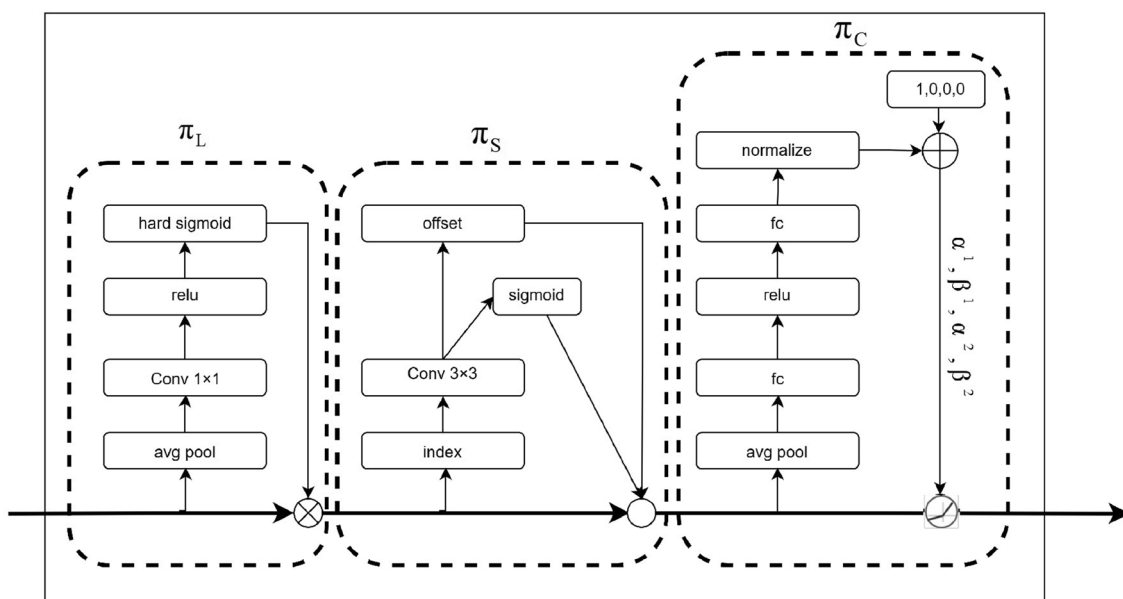 π_L
hard sigmoid
relu
Conv 1×1
avg pool
π_S
offset
sigmoid
Conv 3×3
index
π_C
1,0,0,0
normalize
fc
relu
fc
avg pool
α¹, β¹, α², β²